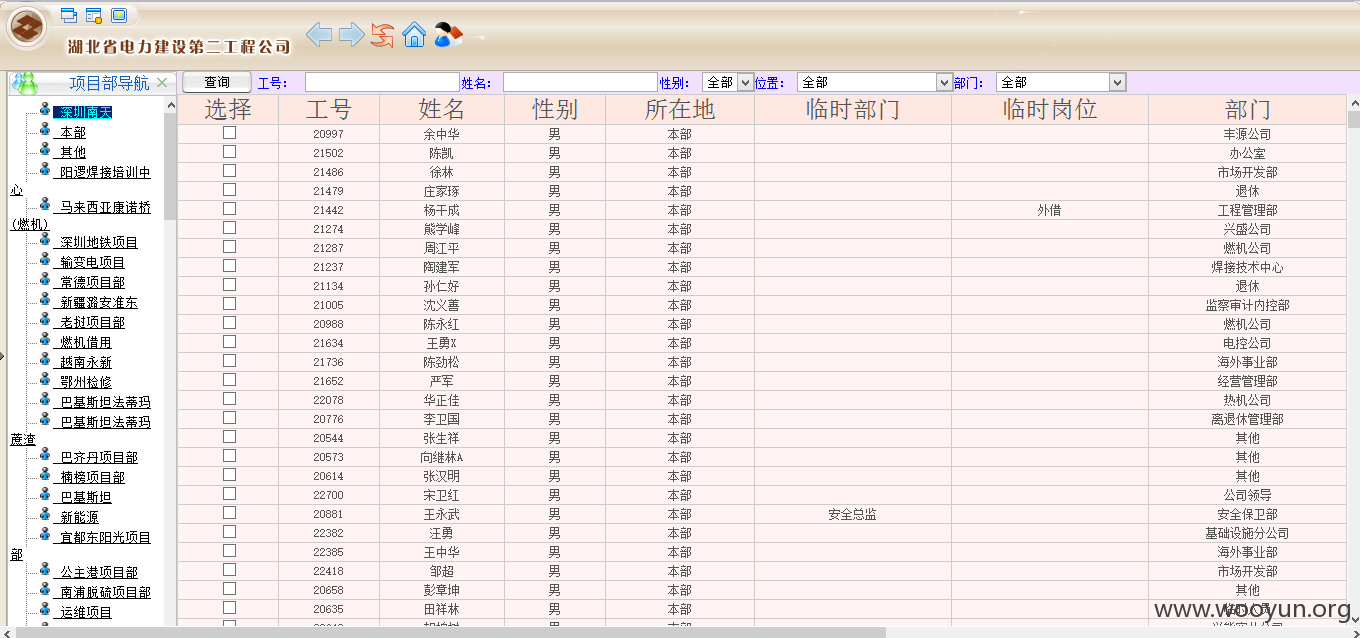 湖北省电力建设第二工程公司
项目部导航
查询 工号: 姓名: 性别: 全部 位置: 全部 部门: 全部
深圳南天
本部
其他
阳逻焊接培训中
心
马来西亚康诺桥
(燃机)
深圳地铁项目
输变电项目
常德项目部
新疆潞安准东
老挝项目部
燃机借用
越南永新
鄂州检修
巴基斯坦法蒂玛
巴基斯坦法蒂玛
蔗渣
巴齐丹项目部
楠榜项目部
巴基斯坦
新能源
宜都东阳光项目
部
公主港项目部
南浦脱硫项目部
运维项目
选择 工号 姓名 性别 所在地 临时部门 临时岗位 部门
20997 余中华 男 本部 丰源公司
21502 陈凯 男 本部 办公室
21486 徐林 男 本部 市场开发部
21479 庄家琢 男 本部 退休
21442 杨干成 男 本部 外借 工程管理部
21274 熊学峰 男 本部 兴盛公司
21287 周江平 男 本部 燃机公司
21237 陶建军 男 本部 焊接技术中心
21134 孙仁好 男 本部 退休
21005 沈义善 男 本部 监察审计内控部
20988 陈永红 男 本部 燃机公司
21634 王勇X 男 本部 电控公司
21736 陈劲松 男 本部 海外事业部
21652 严军 男 本部 经营管理部
22078 华正佳 男 本部 热机公司
20776 李卫国 男 本部 离退休管理部
20544 张生祥 男 本部 其他
20573 向继林A 男 本部 其他
20614 张汉明 男 本部 其他
22700 宋卫红 男 本部 公司领导
20881 王永武 男 本部 安全总监 安全保卫部
22382 汪勇 男 本部 基础设施分公司
22385 王中华 男 本部 海外事业部
22418 邹超 男 本部 市场开发部
20658 彭章坤 男 本部 其他
20635 田祥林 男 本部
www.wooyun.org